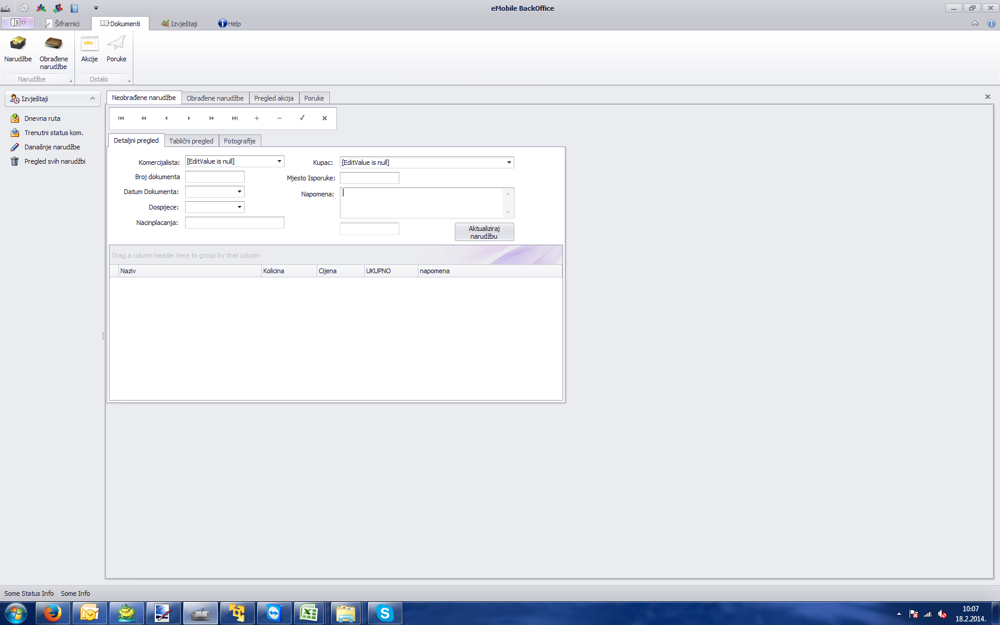 eMobile BackOffice
Šifrarnici
Dokumenti
Izvještaji
Help
Narudžbe
Obrađene
narudžbe
Akcije
Poruke
Narudžbe
Ostalo
Izvještaji
Dnevna ruta
Trenutni status kom.
Današnje narudžbe
Pregled svih narudžbi
Neobrađene narudžbe
Obrađene narudžbe
Pregled akcija
Poruke
Detaljni pregled
Tablični pregled
Fotografije
Komercijalista:
[EditValue is null]
Kupac:
[EditValue is null]
Broj dokumenta
Mjesto Isporuke:
Datum Dokumenta:
Napomena:
Dospijece:
Nacinplacanja:
Aktualiziraj
narudžbu
Drag a column header here to group by that column
Naziv
Kolicina
Cijena
UKUPNO
napomena
Some Status Info
Some Info
10:07
18.2.2014.